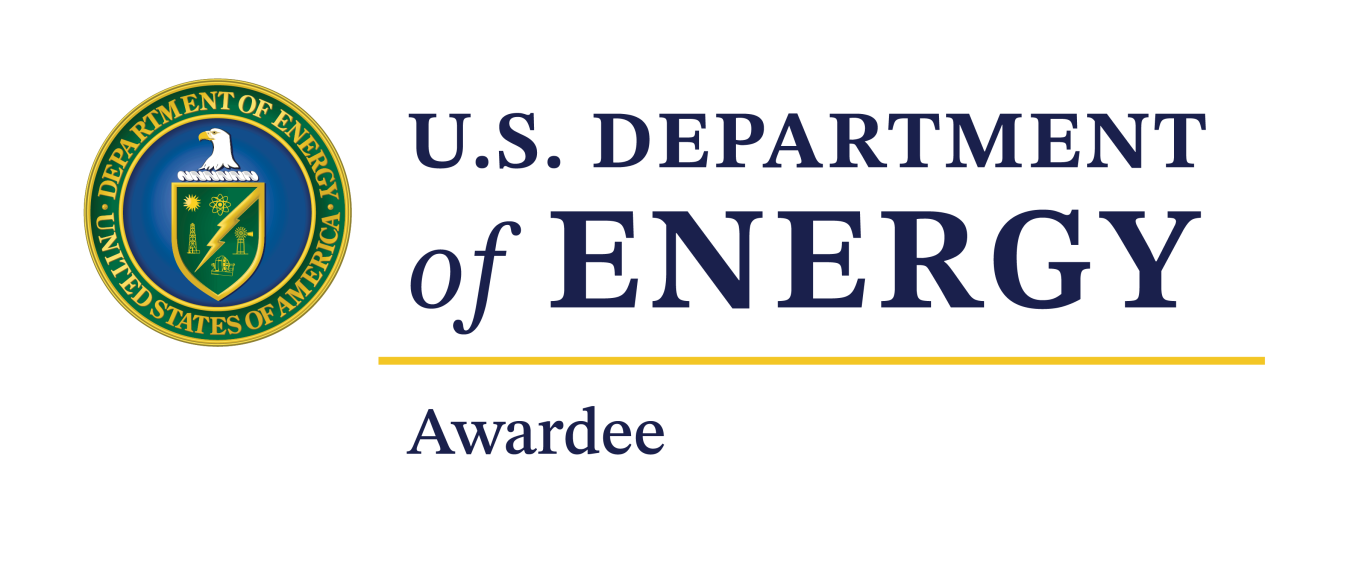 DEPARTMENT OF ENERGY
UNITED STATES OF AMERICA
U.S. DEPARTMENT
of ENERGY
Awardee